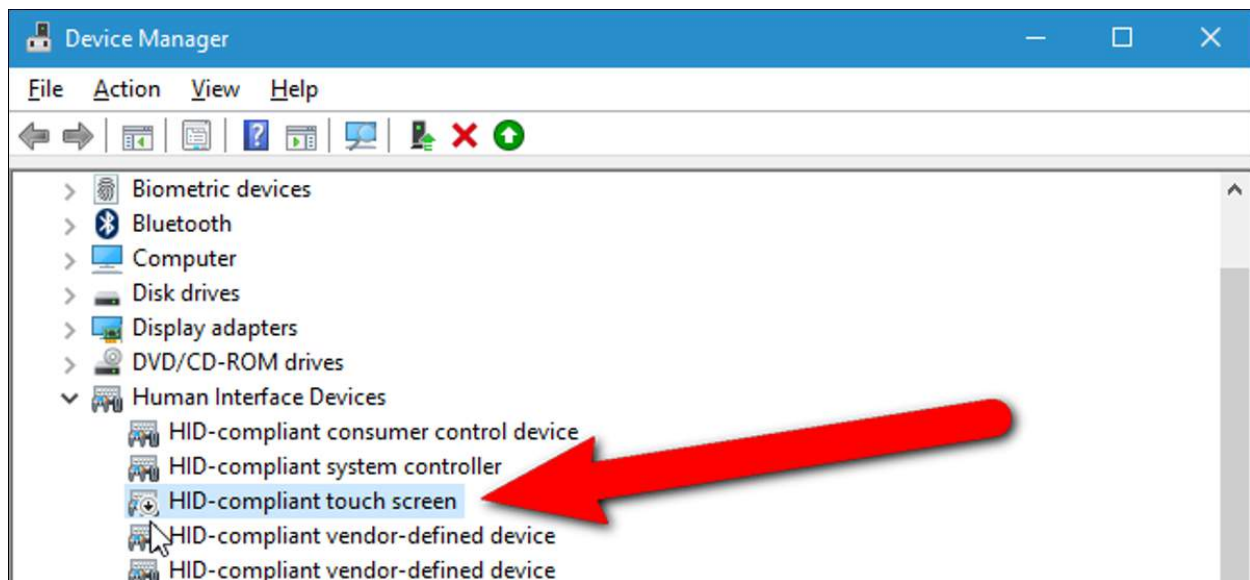 Device Manager
File Action View Help
Biometric devices
Bluetooth
Computer
Disk drives
Display adapters
DVD/CD-ROM drives
Human Interface Devices
HID-compliant consumer control device
HID-compliant system controller
HID-compliant touch screen
HID-compliant vendor-defined device
HID-compliant vendor-defined device